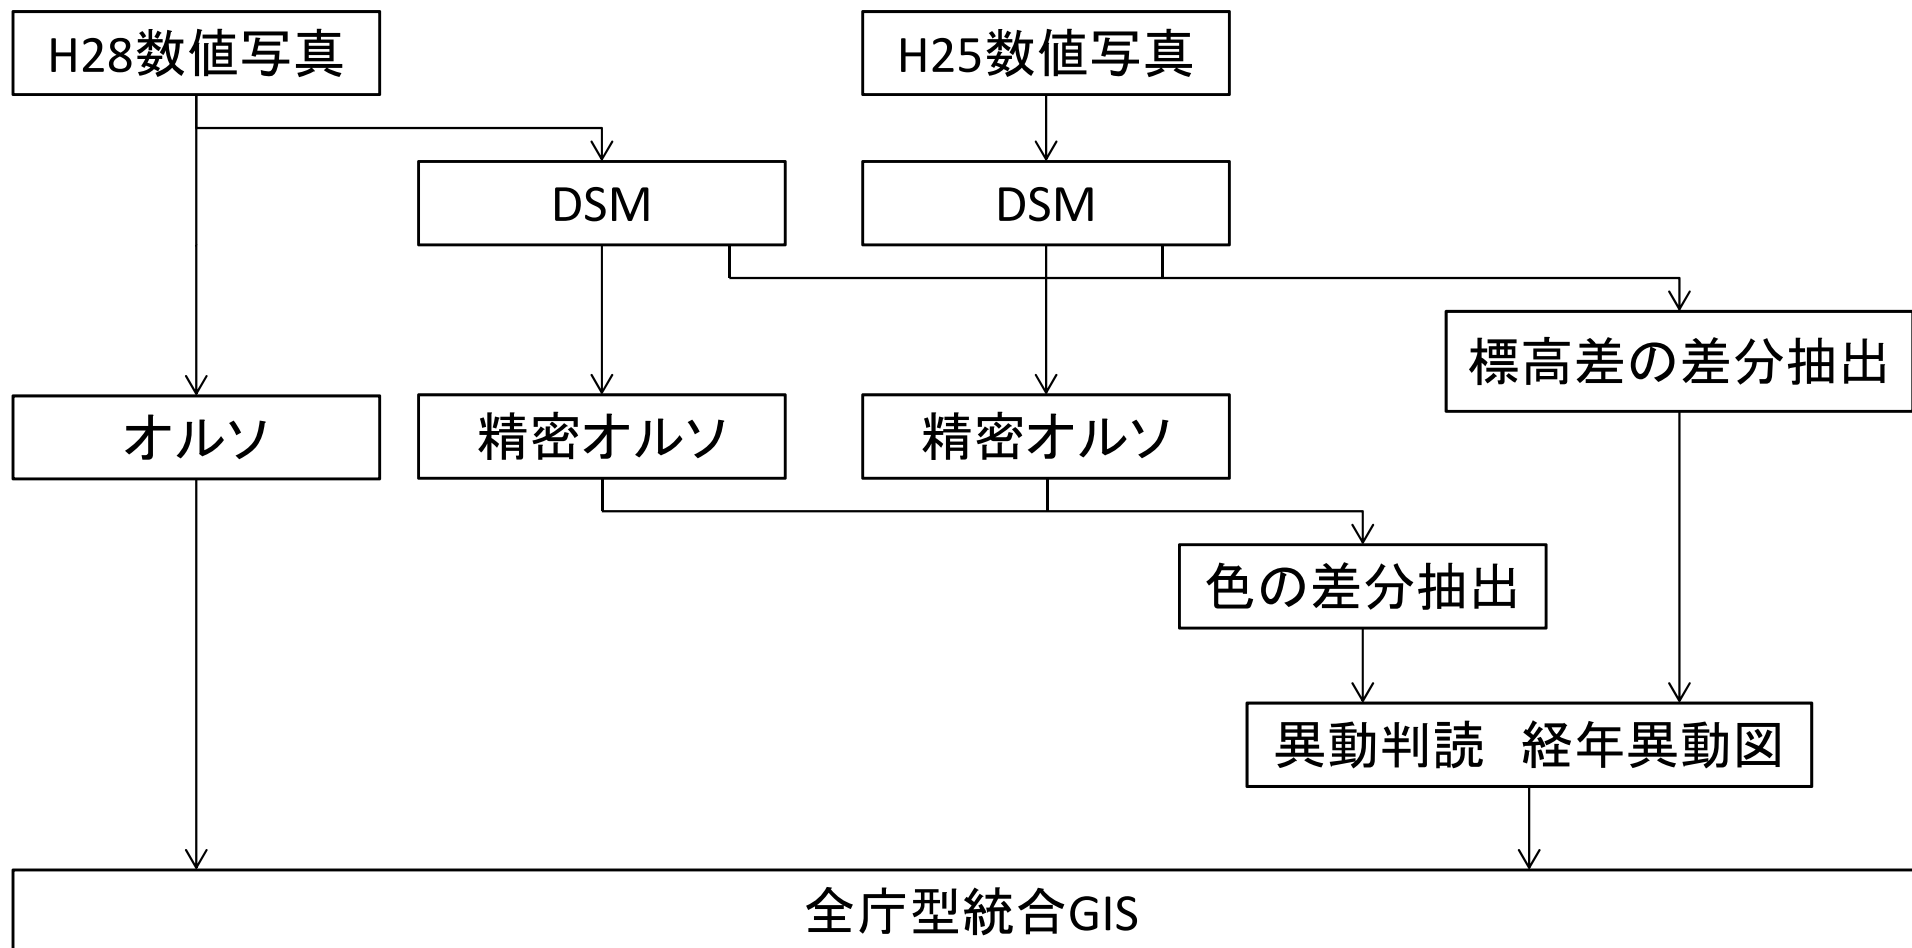 H28数値写真
H25数値写真
DSM
DSM
標高差の差分抽出
オルソ
精密オルソ
精密オルソ
色の差分抽出
異動判読　経年異動図
全庁型統合GIS